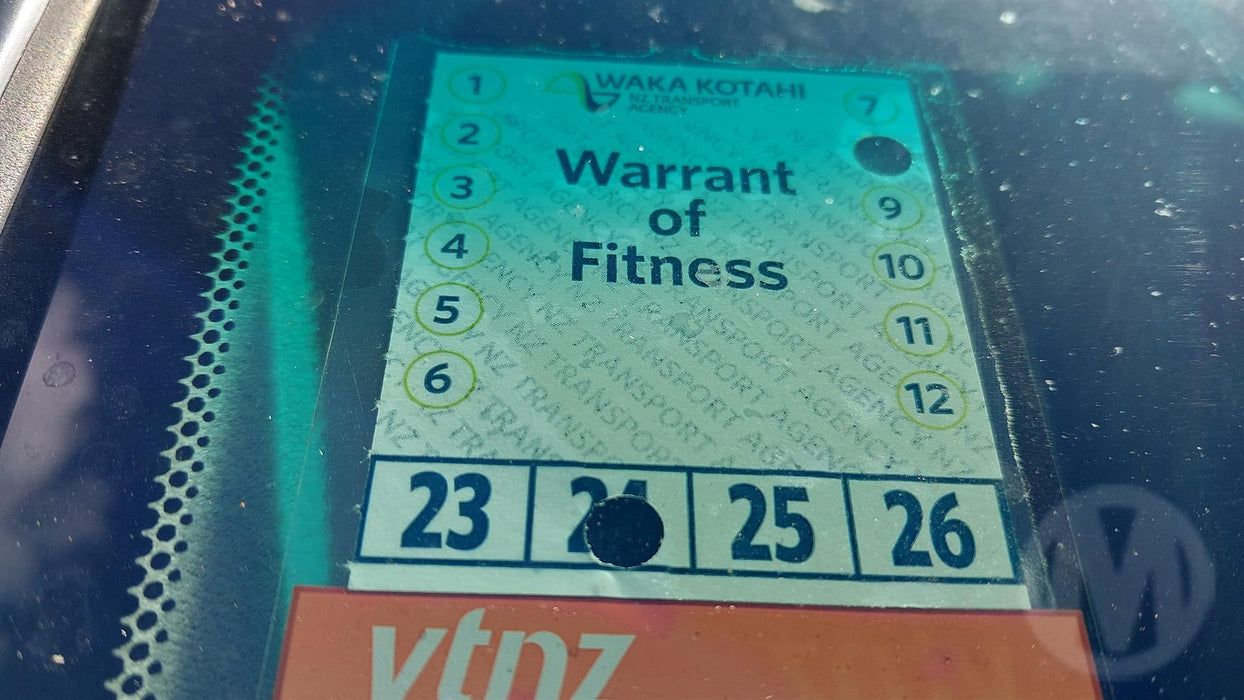 WAKA KOTAHI
NZ TRANSPORT
AGENCY
Warrant
of
Fitness
1
2
3
4
5
6
7
9
10
11
12
23 24 25 26
vtnz